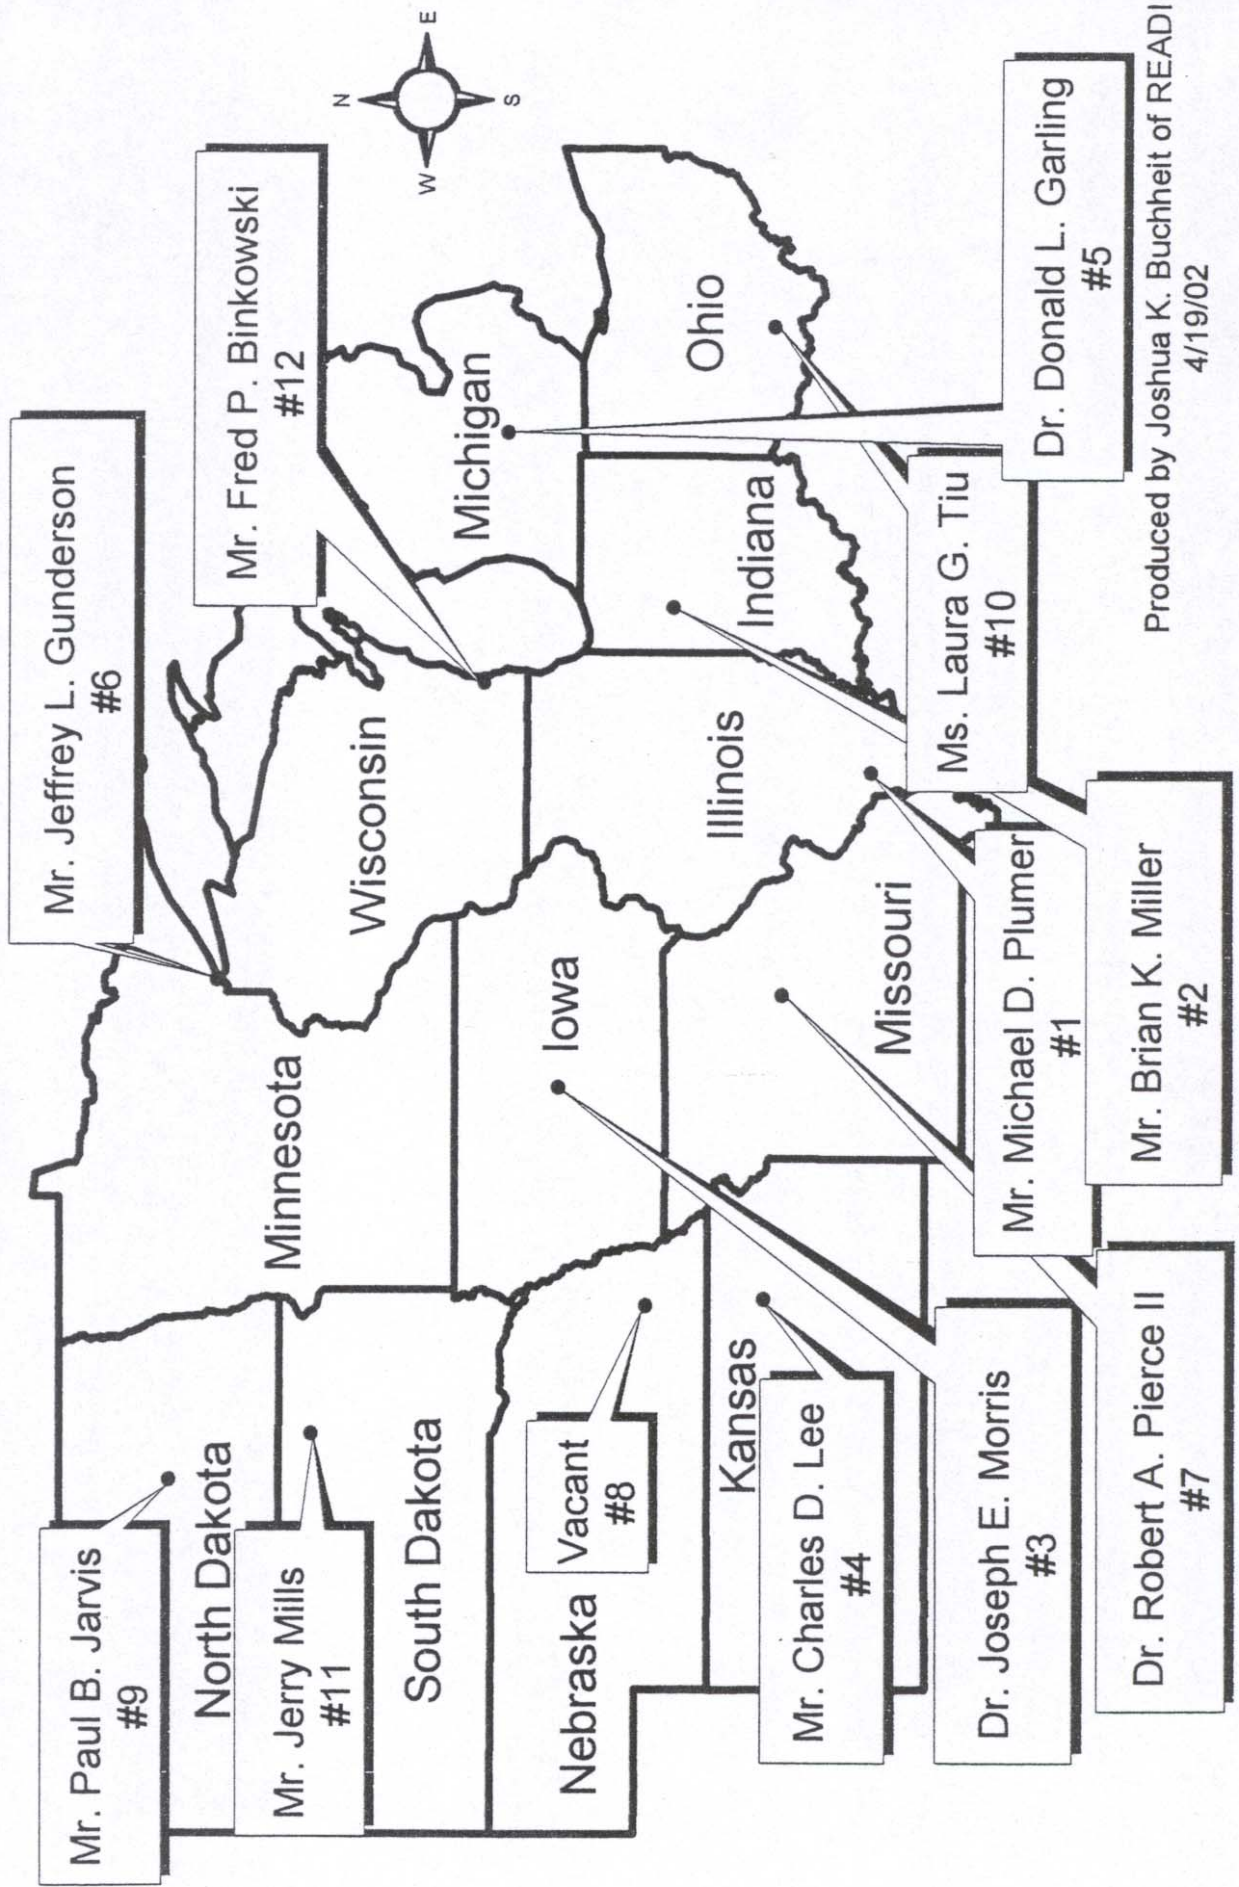 Mr. Jeffrey L. Gunderson
#6
Mr. Paul B. Jarvis
#9
Mr. Fred P. Binkowski
#12
N
W
E
S
North Dakota
Minnesota
Mr. Jerry Mills
#11
Wisconsin
Michigan
South Dakota
Iowa
Vacant
#8
Nebraska
Illinois
Indiana
Ohio
Kansas
Missouri
Mr. Charles D. Lee
#4
Ms. Laura G. Tiu
#10
Dr. Donald L. Garling
#5
Dr. Joseph E. Morris
#3
Mr. Michael D. Plumer
#1
Dr. Robert A. Pierce II
#7
Mr. Brian K. Miller
#2
Produced by Joshua K. Buchheit of READI
4/19/02